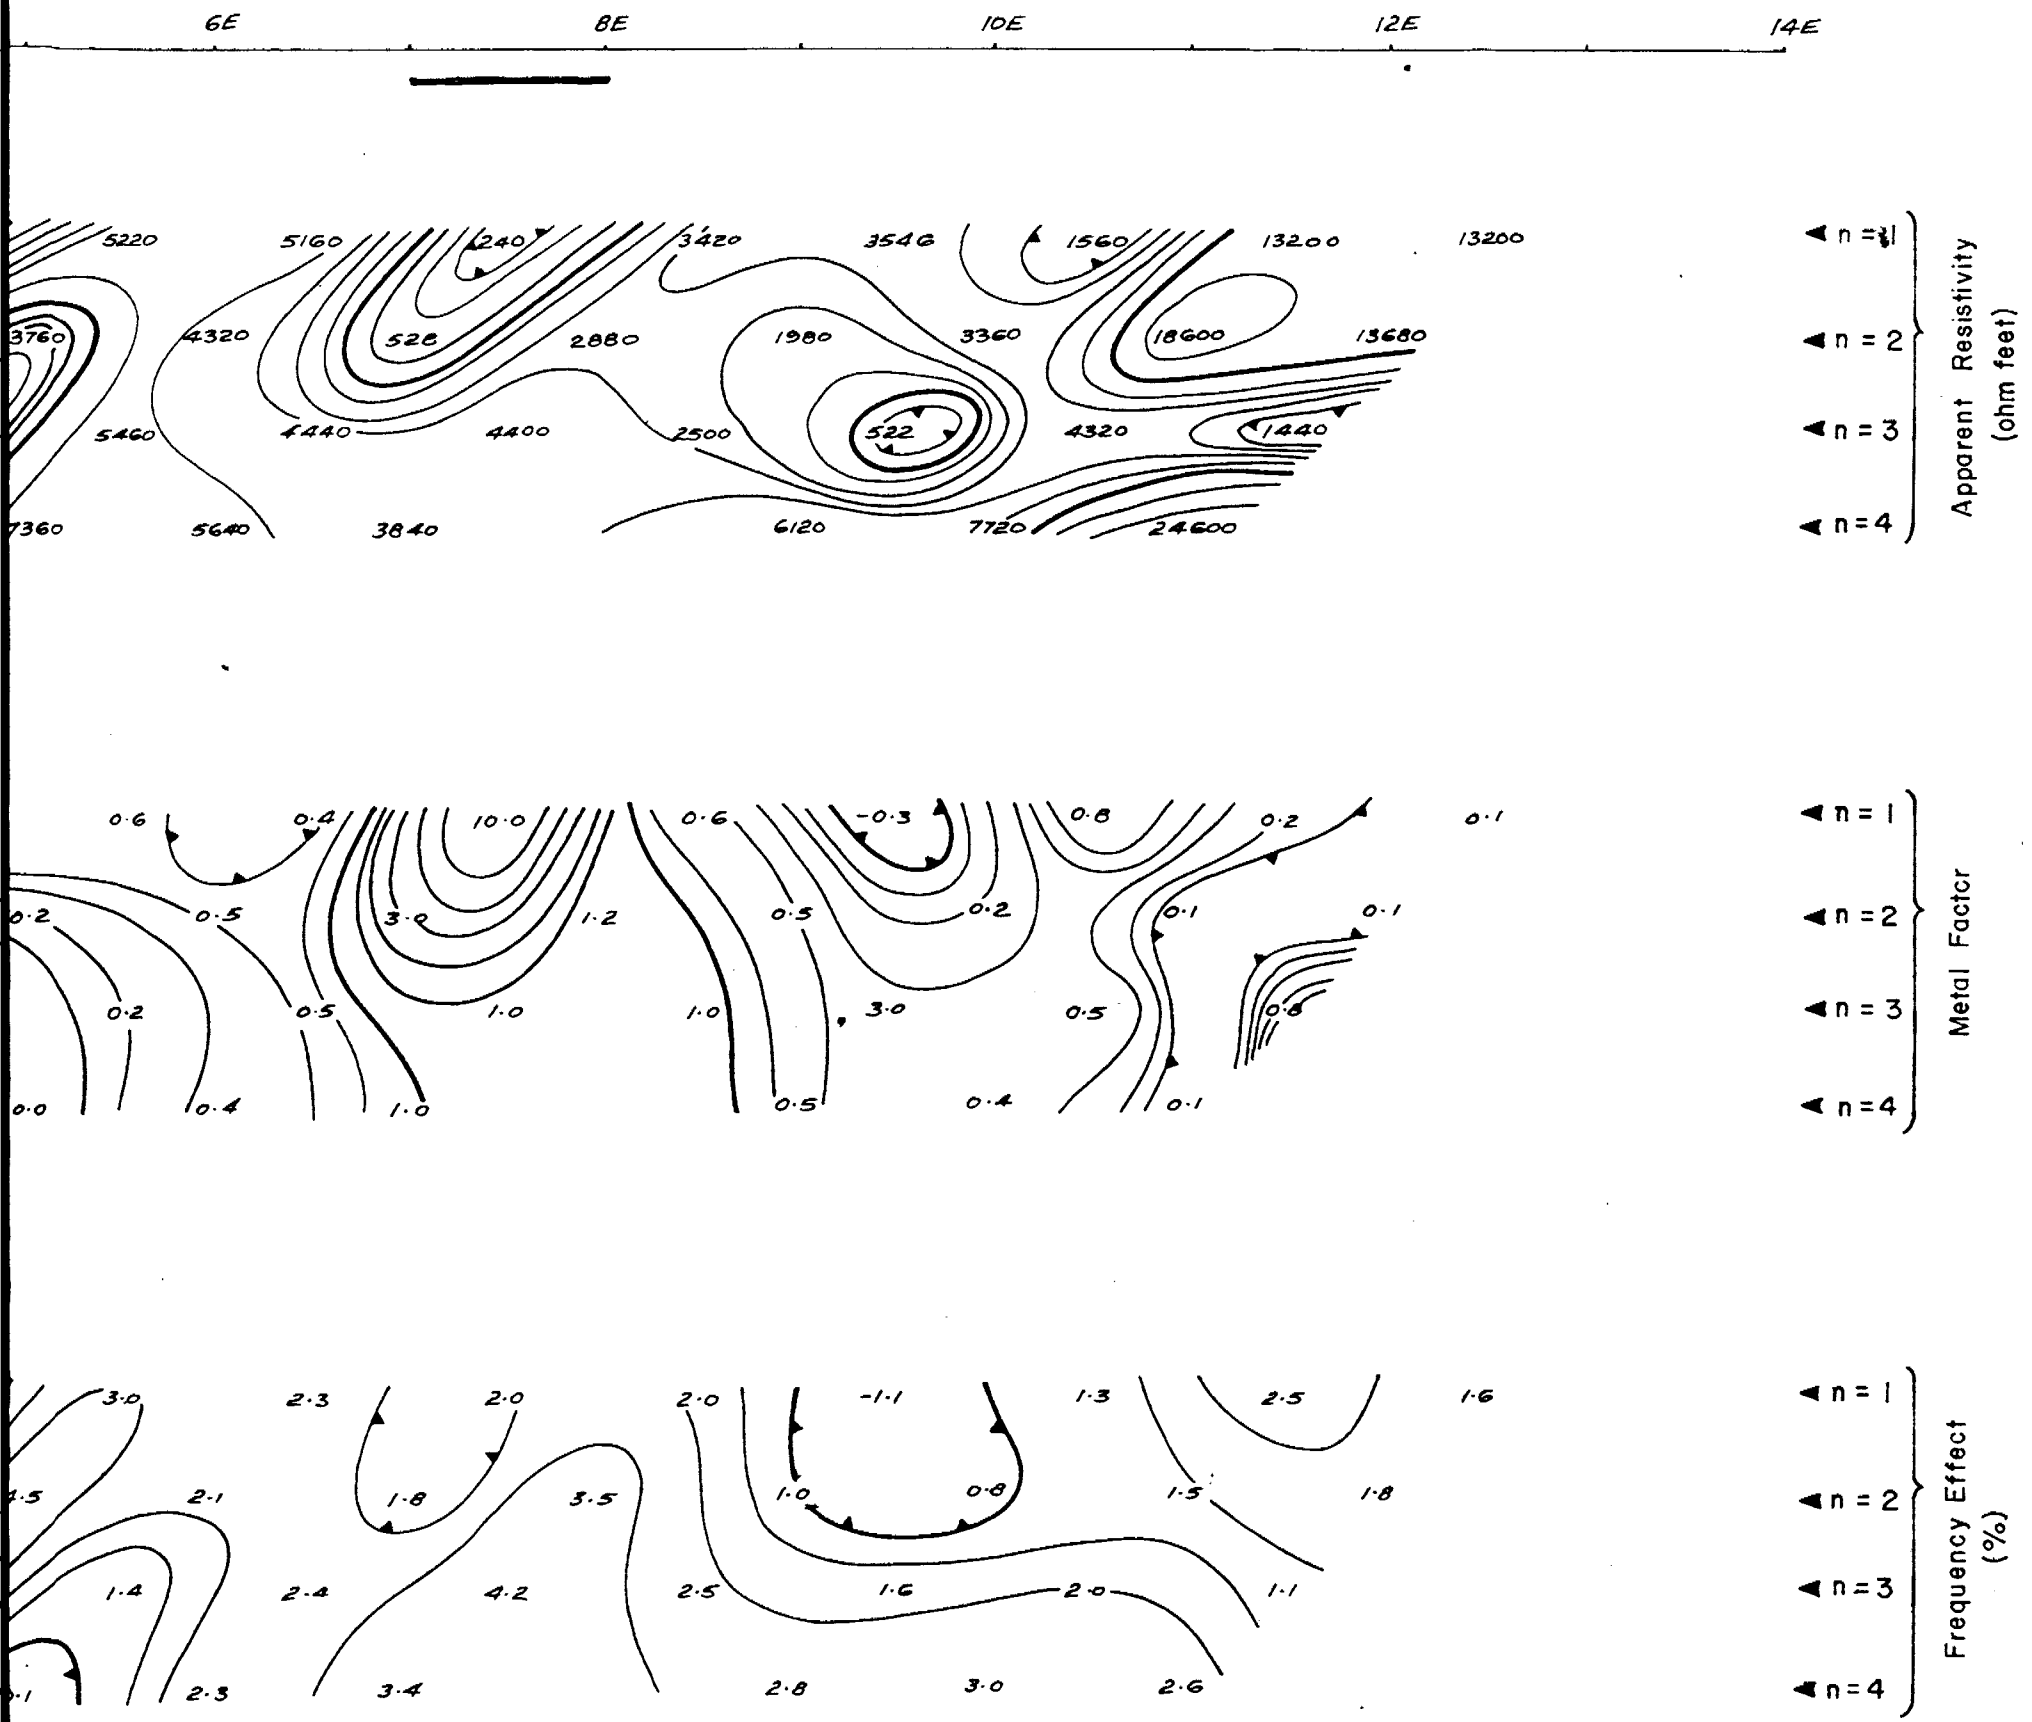 6E 8E 10E 12E 14E
5220 5160 240 3420 3540 1560 13200 13200 n = 1
3760 4320 528 2880 1980 3360 18600 13680 n = 2
5460 4440 4400 2500 522 4320 1440 n = 3
7360 5640 3840 6120 7720 24600 n = 4
Apparent Resistivity
(ohm feet)
0.6 0.4 10.0 0.6 -0.3 0.8 0.2 0.1 n = 1
0.2 0.5 3.0 1.2 0.5 0.2 0.1 0.1 n = 2
0.2 0.5 1.0 1.0 3.0 0.5 0.8 n = 3
0.0 0.4 1.0 0.5 0.4 0.1 n = 4
Metal Factor
3.0 2.3 2.0 2.0 -1.1 1.3 2.5 1.6 n = 1
4.5 2.1 1.8 3.5 1.0 0.8 1.5 1.8 n = 2
1.4 2.4 4.2 2.5 1.6 2.0 1.1 n = 3
.1 2.3 3.4 2.8 3.0 2.6 n = 4
Frequency Effect
(%)